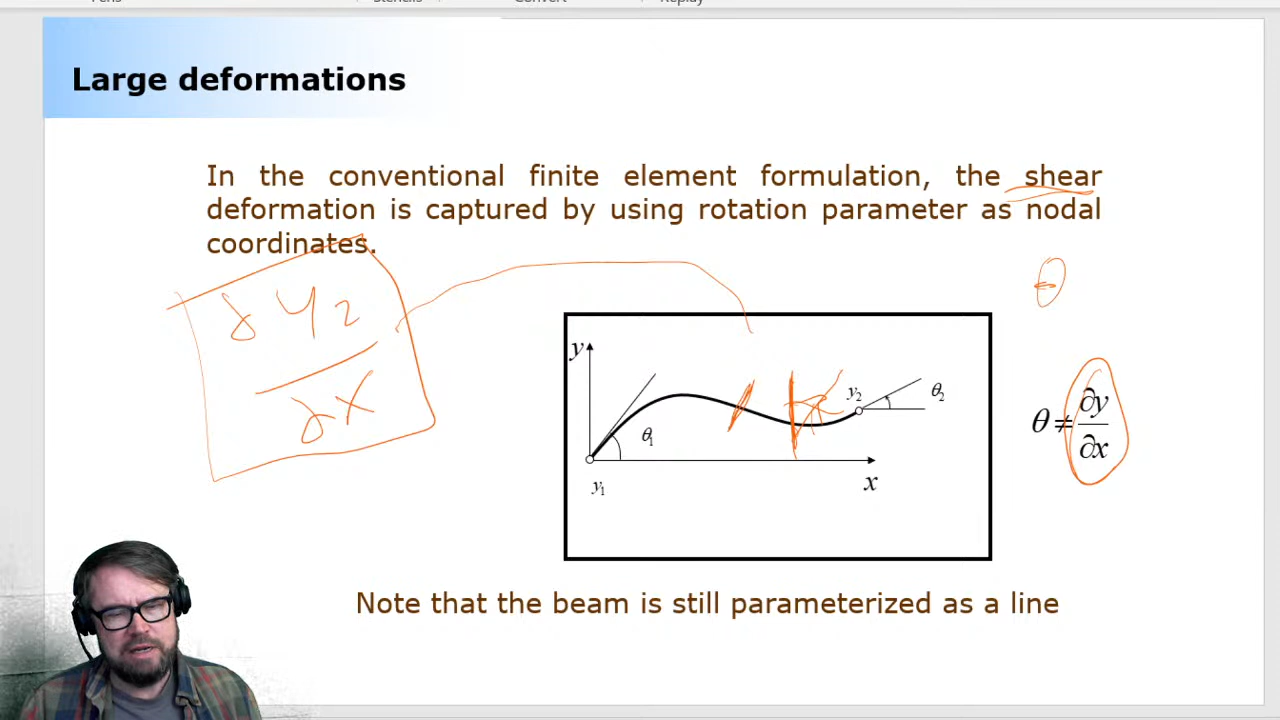 Large deformations
In the conventional finite element formulation, the shear
deformation is captured by using rotation parameter as nodal
coordinates.
∂ y₂
∂x
θ
y
θ₁
y₁
y₂
θ₂
x
θ ≠ ∂y/∂x
Note that the beam is still parameterized as a line